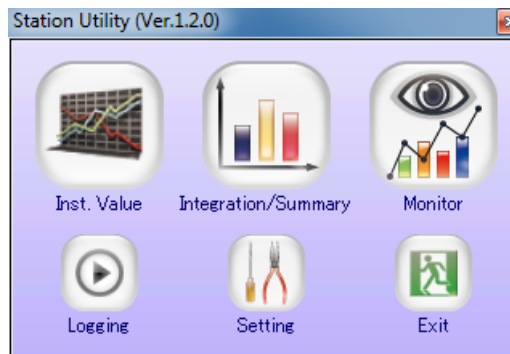 Station Utility (Ver.1.2.0)
Inst. Value Integration/Summary Monitor
Logging Setting Exit